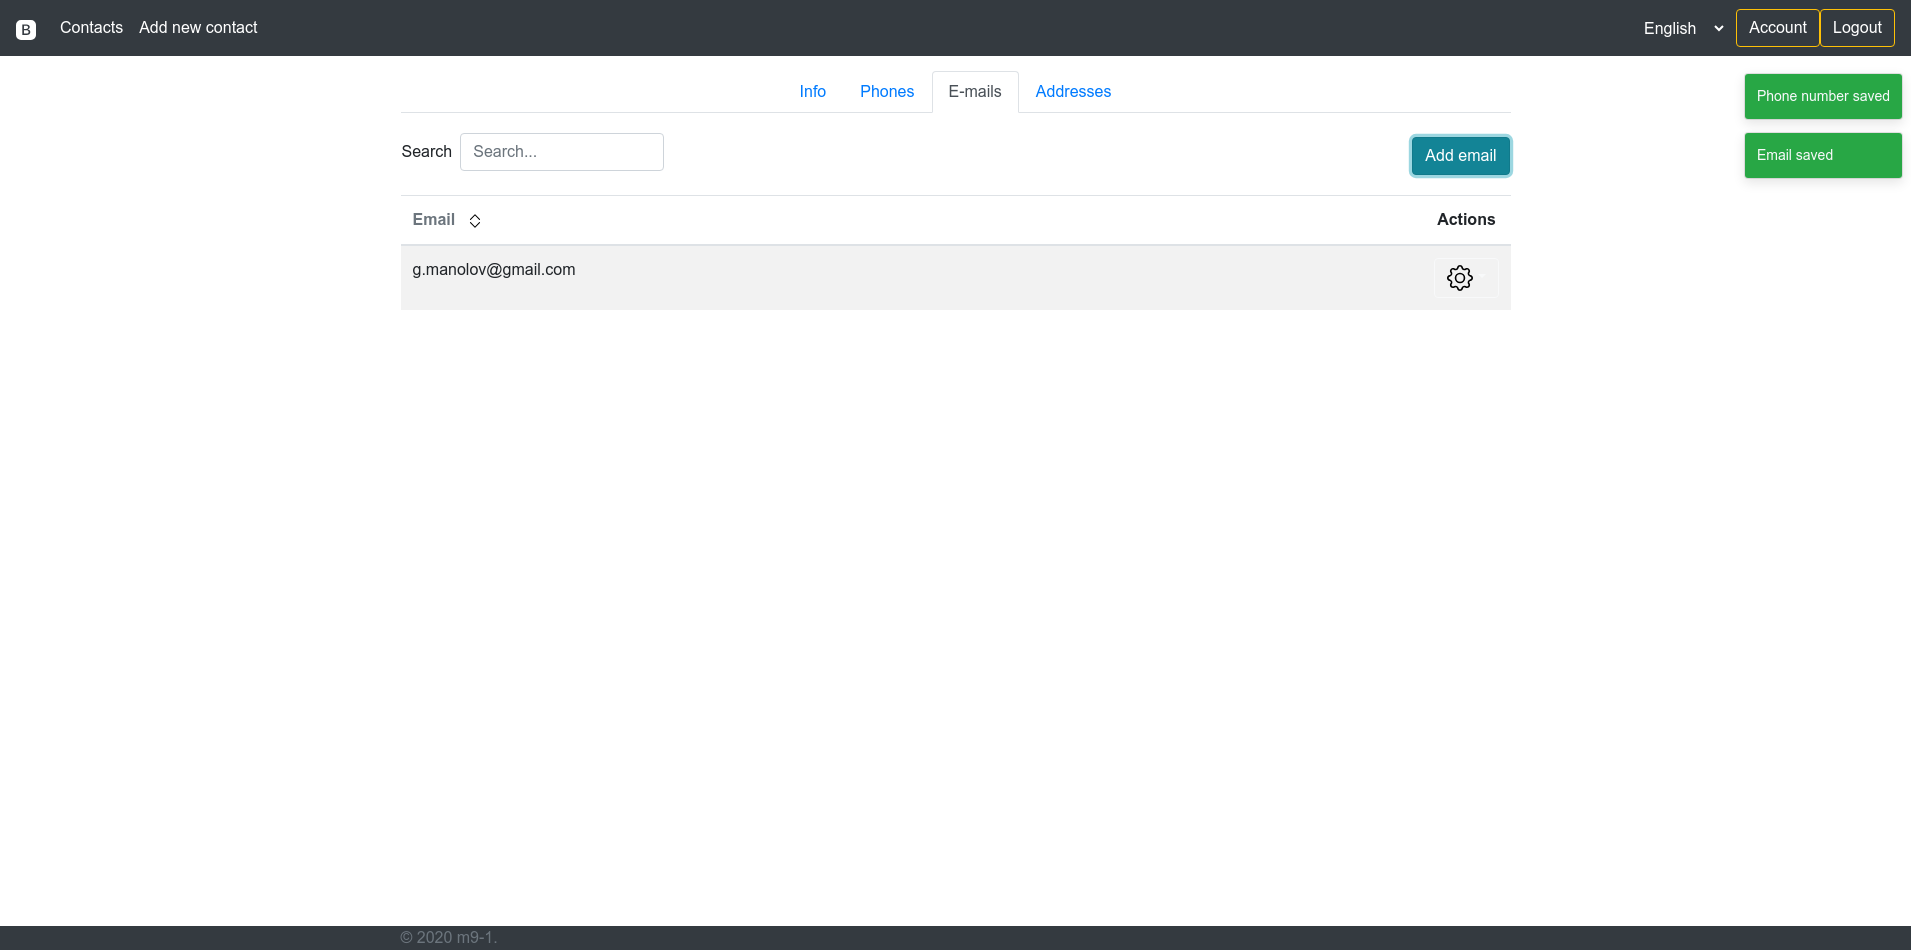 B Contacts Add new contact English Account Logout
Info Phones E-mails Addresses
Phone number saved
Search Search... Add email
Email saved
Email Actions
g.manolov@gmail.com
© 2020 m9-1.